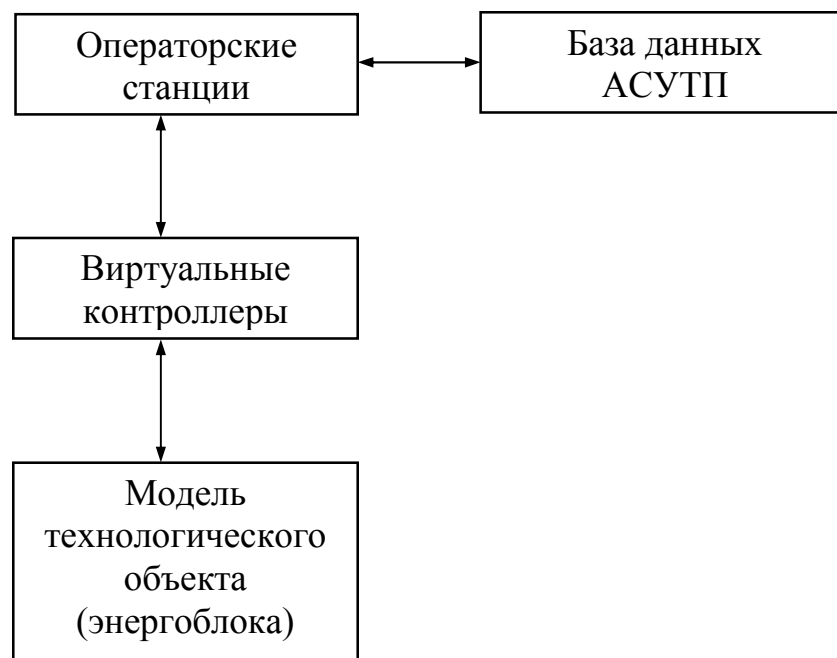 Операторские
станции
База данных
АСУТП
Виртуальные
контроллеры
Модель
технологического
объекта
(энергоблока)